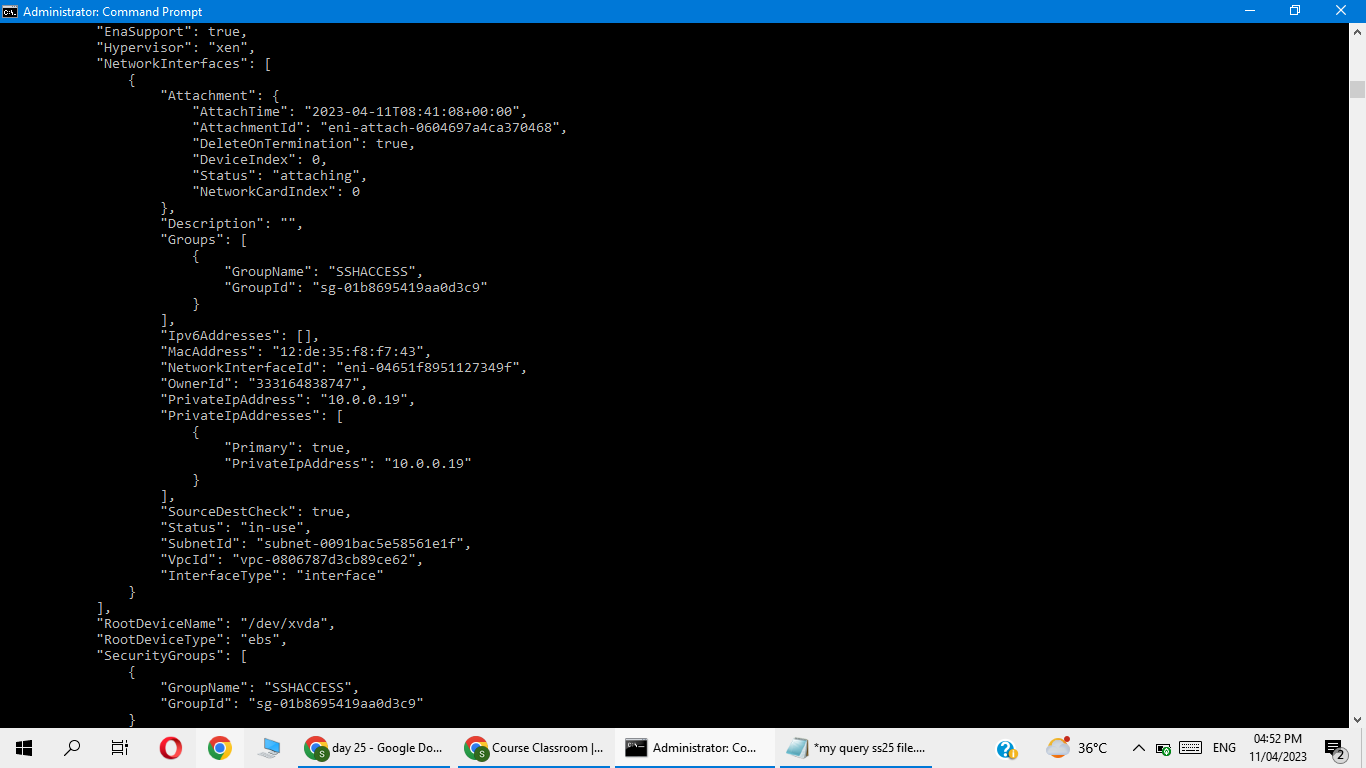 Administrator: Command Prompt
"EnaSupport": true,
"Hypervisor": "xen",
"NetworkInterfaces": [
{
"Attachment": {
"AttachTime": "2023-04-11T08:41:08+00:00",
"AttachmentId": "eni-attach-0604697a4ca370468",
"DeleteOnTermination": true,
"DeviceIndex": 0,
"Status": "attaching",
"NetworkCardIndex": 0
},
"Description": "",
"Groups": [
{
"GroupName": "SSHACCESS",
"GroupId": "sg-01b8695419aa0d3c9"
}
],
"Ipv6Addresses": [],
"MacAddress": "12:de:35:f8:f7:43",
"NetworkInterfaceId": "eni-04651f8951127349f",
"OwnerId": "333164838747",
"PrivateIpAddress": "10.0.0.19",
"PrivateIpAddresses": [
{
"Primary": true,
"PrivateIpAddress": "10.0.0.19"
}
],
"SourceDestCheck": true,
"Status": "in-use",
"SubnetId": "subnet-0091bac5e58561e1f",
"VpcId": "vpc-0806787d3cb89ce62",
"InterfaceType": "interface"
}
],
"RootDeviceName": "/dev/xvda",
"RootDeviceType": "ebs",
"SecurityGroups": [
{
"GroupName": "SSHACCESS",
"GroupId": "sg-01b8695419aa0d3c9"
}
day 25 - Google Do... Course Classroom |... Administrator: Co... *my query ss25 file.... 36°C ENG 04:52 PM
11/04/2023 2